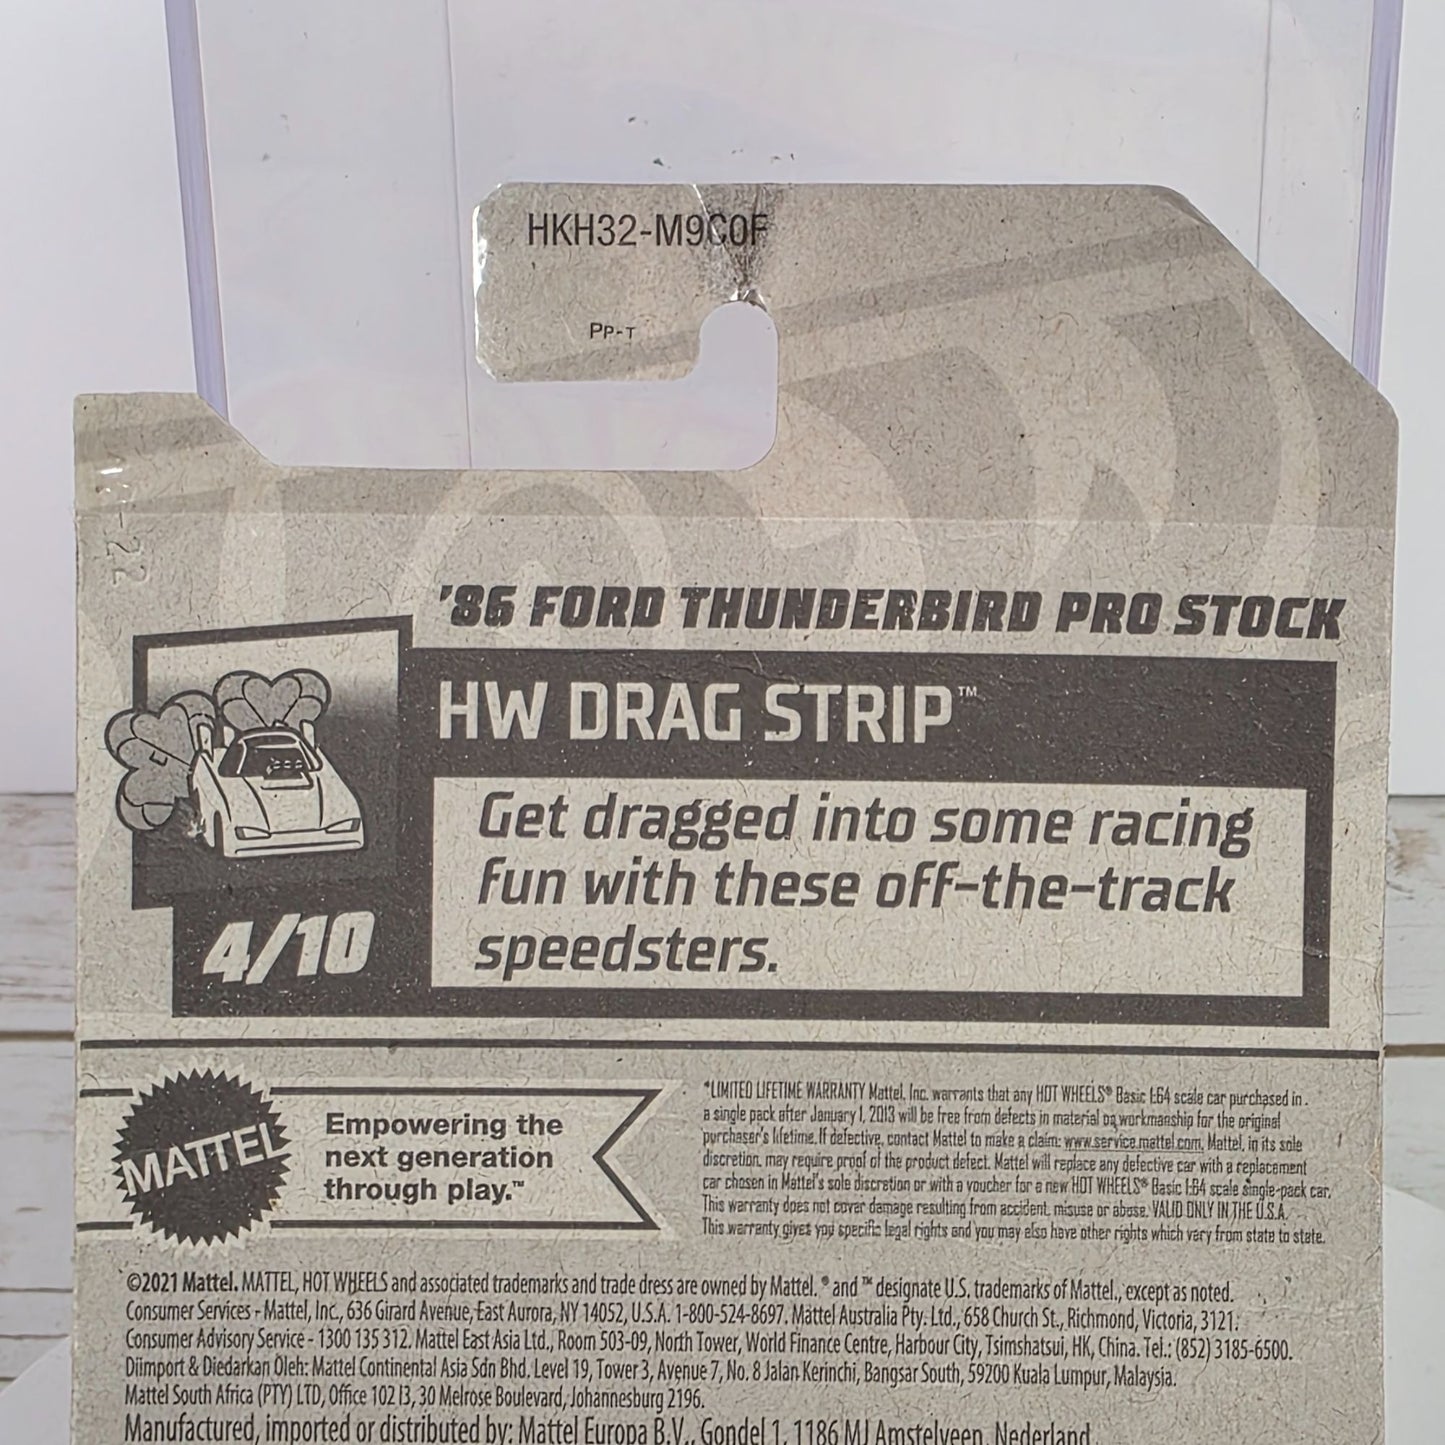 HKH32-M9C0F
PP-T
-22
'86 FORD THUNDERBIRD PRO STOCK
HW DRAG STRIP™
Get dragged into some racing
fun with these off-the-track
speedsters.
4/10
MATTEL
Empowering the
next generation
through play.™
*LIMITED LIFETIME WARRANTY Mattel, Inc. warrants that any HOT WHEELS® Basic 1:64 scale car purchased in
a single pack after January 1, 2013 will be free from defects in material or workmanship for the original
purchaser's lifetime. If defective, contact Mattel to make a claim: www.service.mattel.com. Mattel, in its sole
discretion, may require proof of the product defect. Mattel will replace any defective car with a replacement
car chosen in Mattel's sole discretion or with a voucher for a new HOT WHEELS® Basic 1:64 scale single-pack car.
This warranty does not cover damage resulting from accident, misuse or abuse. VALID ONLY IN THE U.S.A.
This warranty gives you specific legal rights and you may also have other rights which vary from state to state.
©2021 Mattel. MATTEL, HOT WHEELS and associated trademarks and trade dress are owned by Mattel. ® and ™ designate U.S. trademarks of Mattel, except as noted.
Consumer Services - Mattel, Inc., 636 Girard Avenue, East Aurora, NY 14052, U.S.A. 1-800-524-8697. Mattel Australia Pty. Ltd., 658 Church St., Richmond, Victoria, 3121.
Consumer Advisory Service - 1300 135 312. Mattel East Asia Ltd., Room 503-09, North Tower, World Finance Centre, Harbour City, Tsimshatsui, HK, China. Tel.: (852) 3185-6500.
Diimport & Diedarkan Oleh: Mattel Continental Asia Sdn Bhd. Level 19, Tower 3, Avenue 7, No. 8 Jalan Kerinchi, Bangsar South, 59200 Kuala Lumpur, Malaysia.
Mattel South Africa (PTY) LTD, Office 102 I3, 30 Melrose Boulevard, Johannesburg 2196.
Manufactured, imported or distributed by: Mattel Europa B.V., Gondel 1, 1186 MJ Amstelveen, Nederland